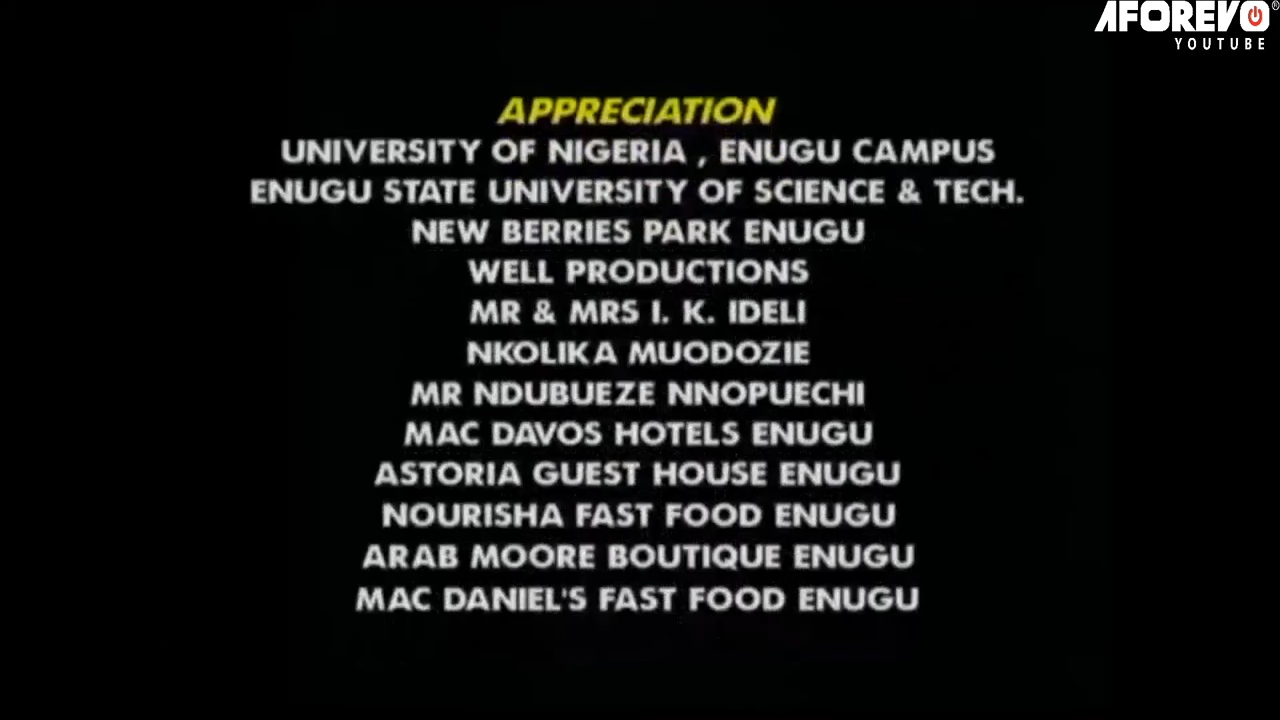 AFOREVO
YOUTUBE
APPRECIATION
UNIVERSITY OF NIGERIA , ENUGU CAMPUS
ENUGU STATE UNIVERSITY OF SCIENCE & TECH.
NEW BERRIES PARK ENUGU
WELL PRODUCTIONS
MR & MRS I. K. IDELI
NKOLIKA MUODOZIE
MR NDUBUEZE NNOPUECHI
MAC DAVOS HOTELS ENUGU
ASTORIA GUEST HOUSE ENUGU
NOURISHA FAST FOOD ENUGU
ARAB MOORE BOUTIQUE ENUGU
MAC DANIEL'S FAST FOOD ENUGU